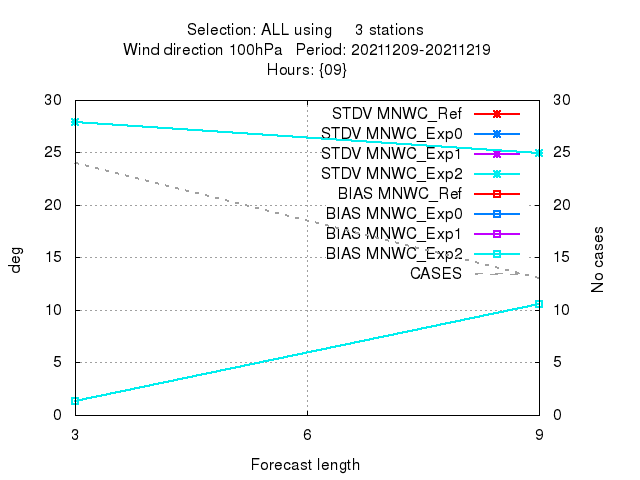 Selection: ALL using 3 stations
Wind direction 100hPa Period: 20211209-20211219
Hours: {09}
30 30
STDV MNWC_Ref
STDV MNWC_Exp0
25 STDV MNWC_Exp1 25
STDV MNWC_Exp2
BIAS MNWC_Ref
20 BIAS MNWC_Exp0 20
BIAS MNWC_Exp1
15 BIAS MNWC_Exp2 15
CASES
deg
No cases
10 10
5 5
0 0
3 6 9
Forecast length